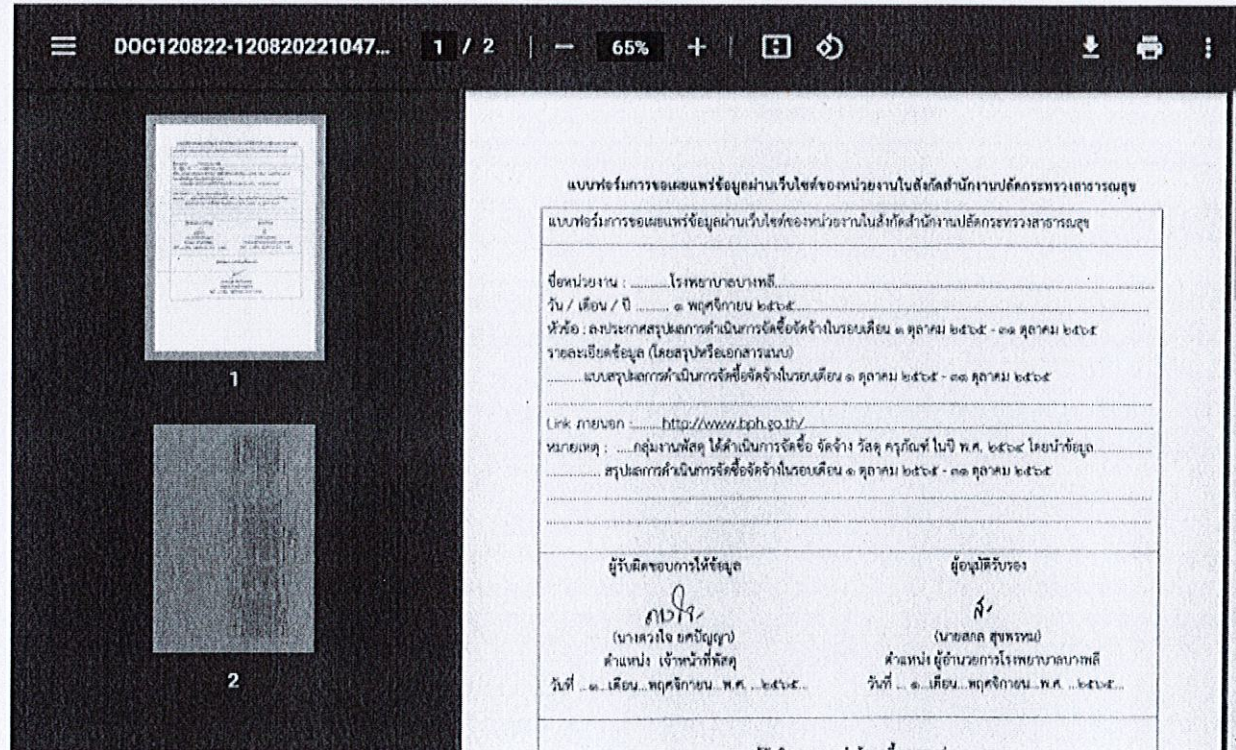 DOC120822-120820221047... 1 / 2 65%
1
2
แบบฟอร์มการขอเผยแพร่ข้อมูลผ่านเว็บไซต์ของหน่วยงานในสังกัดสำนักงานปลัดกระทรวงสาธารณสุข
แบบฟอร์มการขอเผยแพร่ข้อมูลผ่านเว็บไซต์ของหน่วยงานในสังกัดสำนักงานปลัดกระทรวงสาธารณสุข
ชื่อหน่วยงาน : ..........โรงพยาบาลบางพลี
วัน / เดือน / ปี ......... ๑ พฤศจิกายน ๒๕๖๕
หัวข้อ : ลงประกาศสรุปผลการดำเนินการจัดซื้อจัดจ้างในรอบเดือน ๑ ตุลาคม ๒๕๖๕ - ๓๑ ตุลาคม ๒๕๖๕
รายละเอียดข้อมูล (โดยสรุปหรือเอกสารแนบ)
..........แบบสรุปผลการดำเนินการจัดซื้อจัดจ้างในรอบเดือน ๑ ตุลาคม ๒๕๖๕ - ๓๑ ตุลาคม ๒๕๖๕
Link ภายนอก :........http://www.bph.go.th/
หมายเหตุ : .....กลุ่มงานพัสดุ ได้ดำเนินการจัดซื้อ จัดจ้าง วัสดุ ครุภัณฑ์ ในปี พ.ศ. ๒๕๖๔ โดยนำข้อมูล
............... สรุปผลการดำเนินการจัดซื้อจัดจ้างในรอบเดือน ๑ ตุลาคม ๒๕๖๕ - ๓๑ ตุลาคม ๒๕๖๕
ผู้รับผิดชอบการให้ข้อมูล
ดวงใจ
(นางดวงใจ ยศปัญญา)
ตำแหน่ง เจ้าหน้าที่พัสดุ
วันที่ ...๑...เดือน...พฤศจิกายน...พ.ศ. ...๒๕๖๕...
ผู้อนุมัติรับรอง
(นายสกล สุขพรหม)
ตำแหน่ง ผู้อำนวยการโรงพยาบาลบางพลี
วันที่ ... ๑...เดือน...พฤศจิกายน...พ.ศ. ...๒๕๖๕...